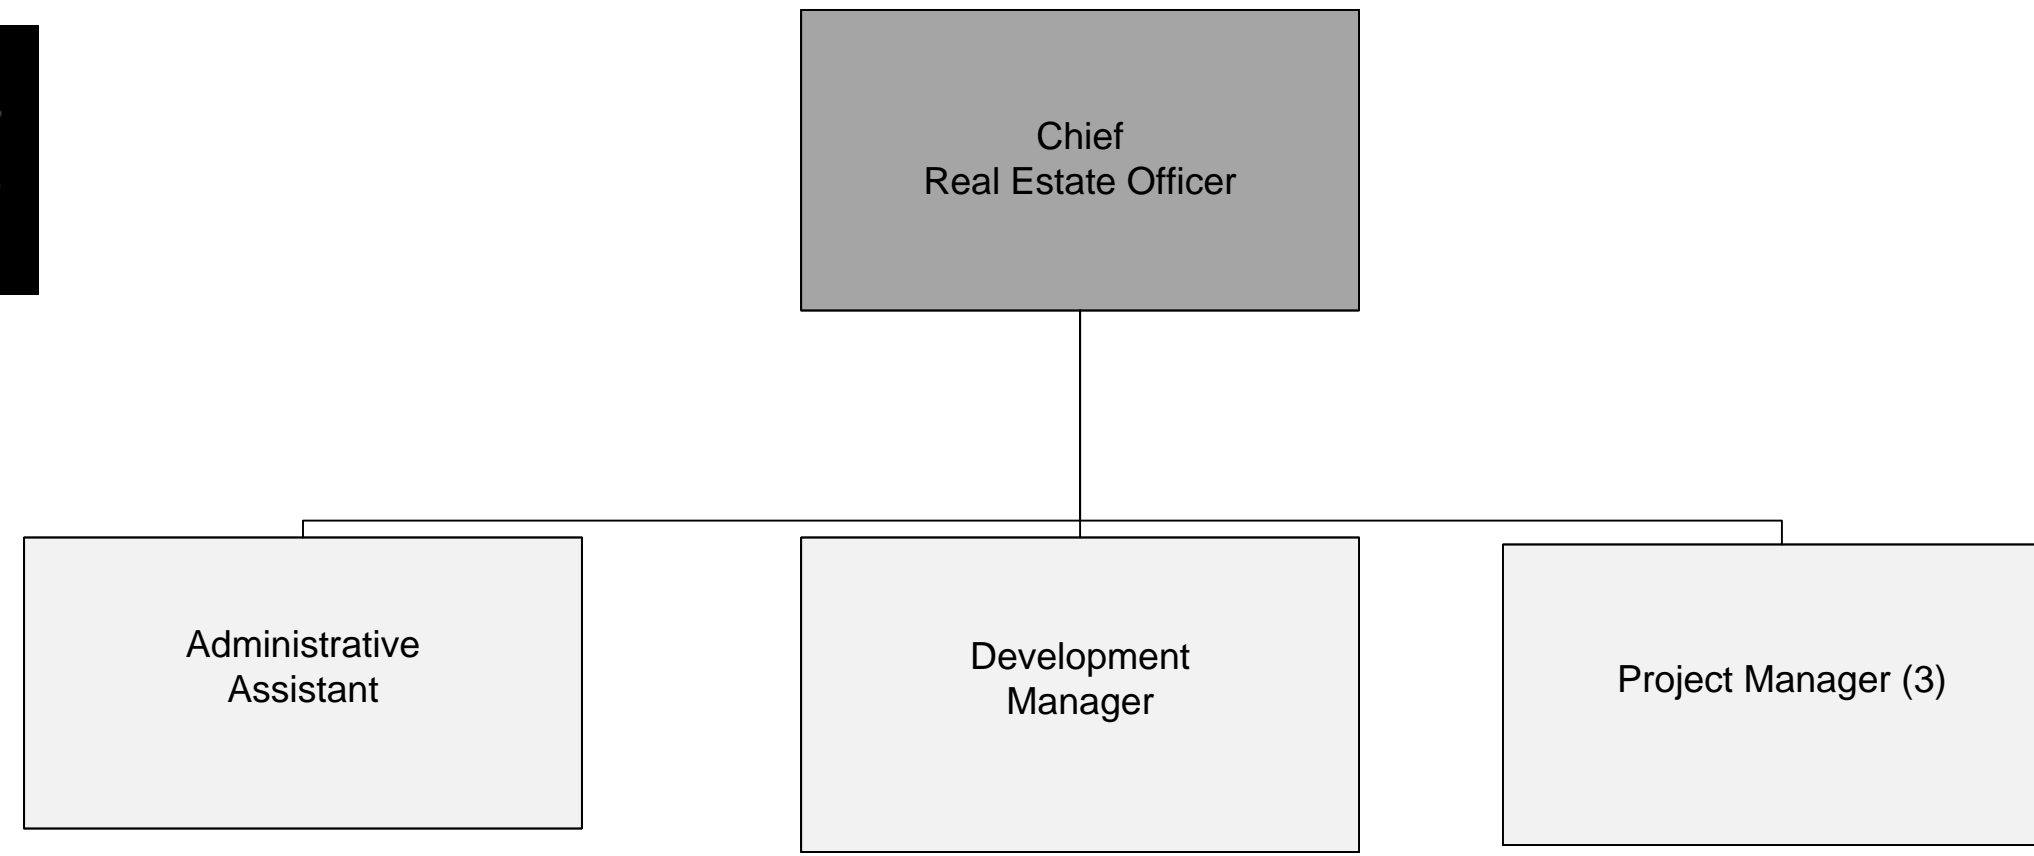 Chief
Real Estate Officer
Administrative
Assistant
Development
Manager
Project Manager (3)